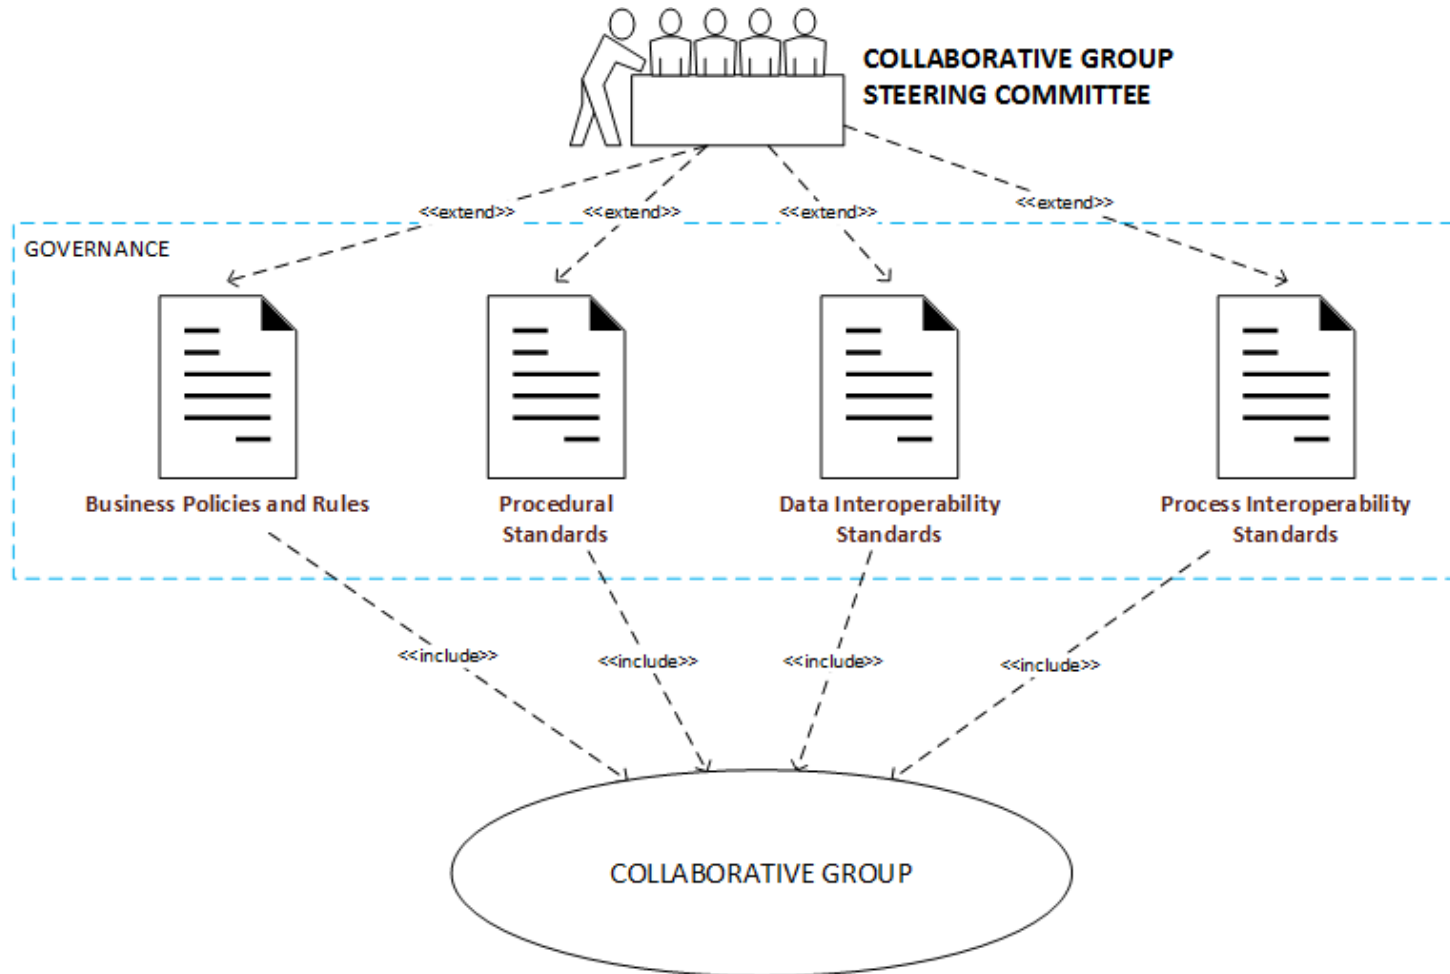 COLLABORATIVE GROUP
STEERING COMMITTEE
<<extend>>
<<extend>>
<<extend>>
<<extend>>
GOVERNANCE
Business Policies and Rules
Procedural
Standards
Data Interoperability
Standards
Process Interoperability
Standards
<<include>>
<<include>>
<<include>>
<<include>>
COLLABORATIVE GROUP